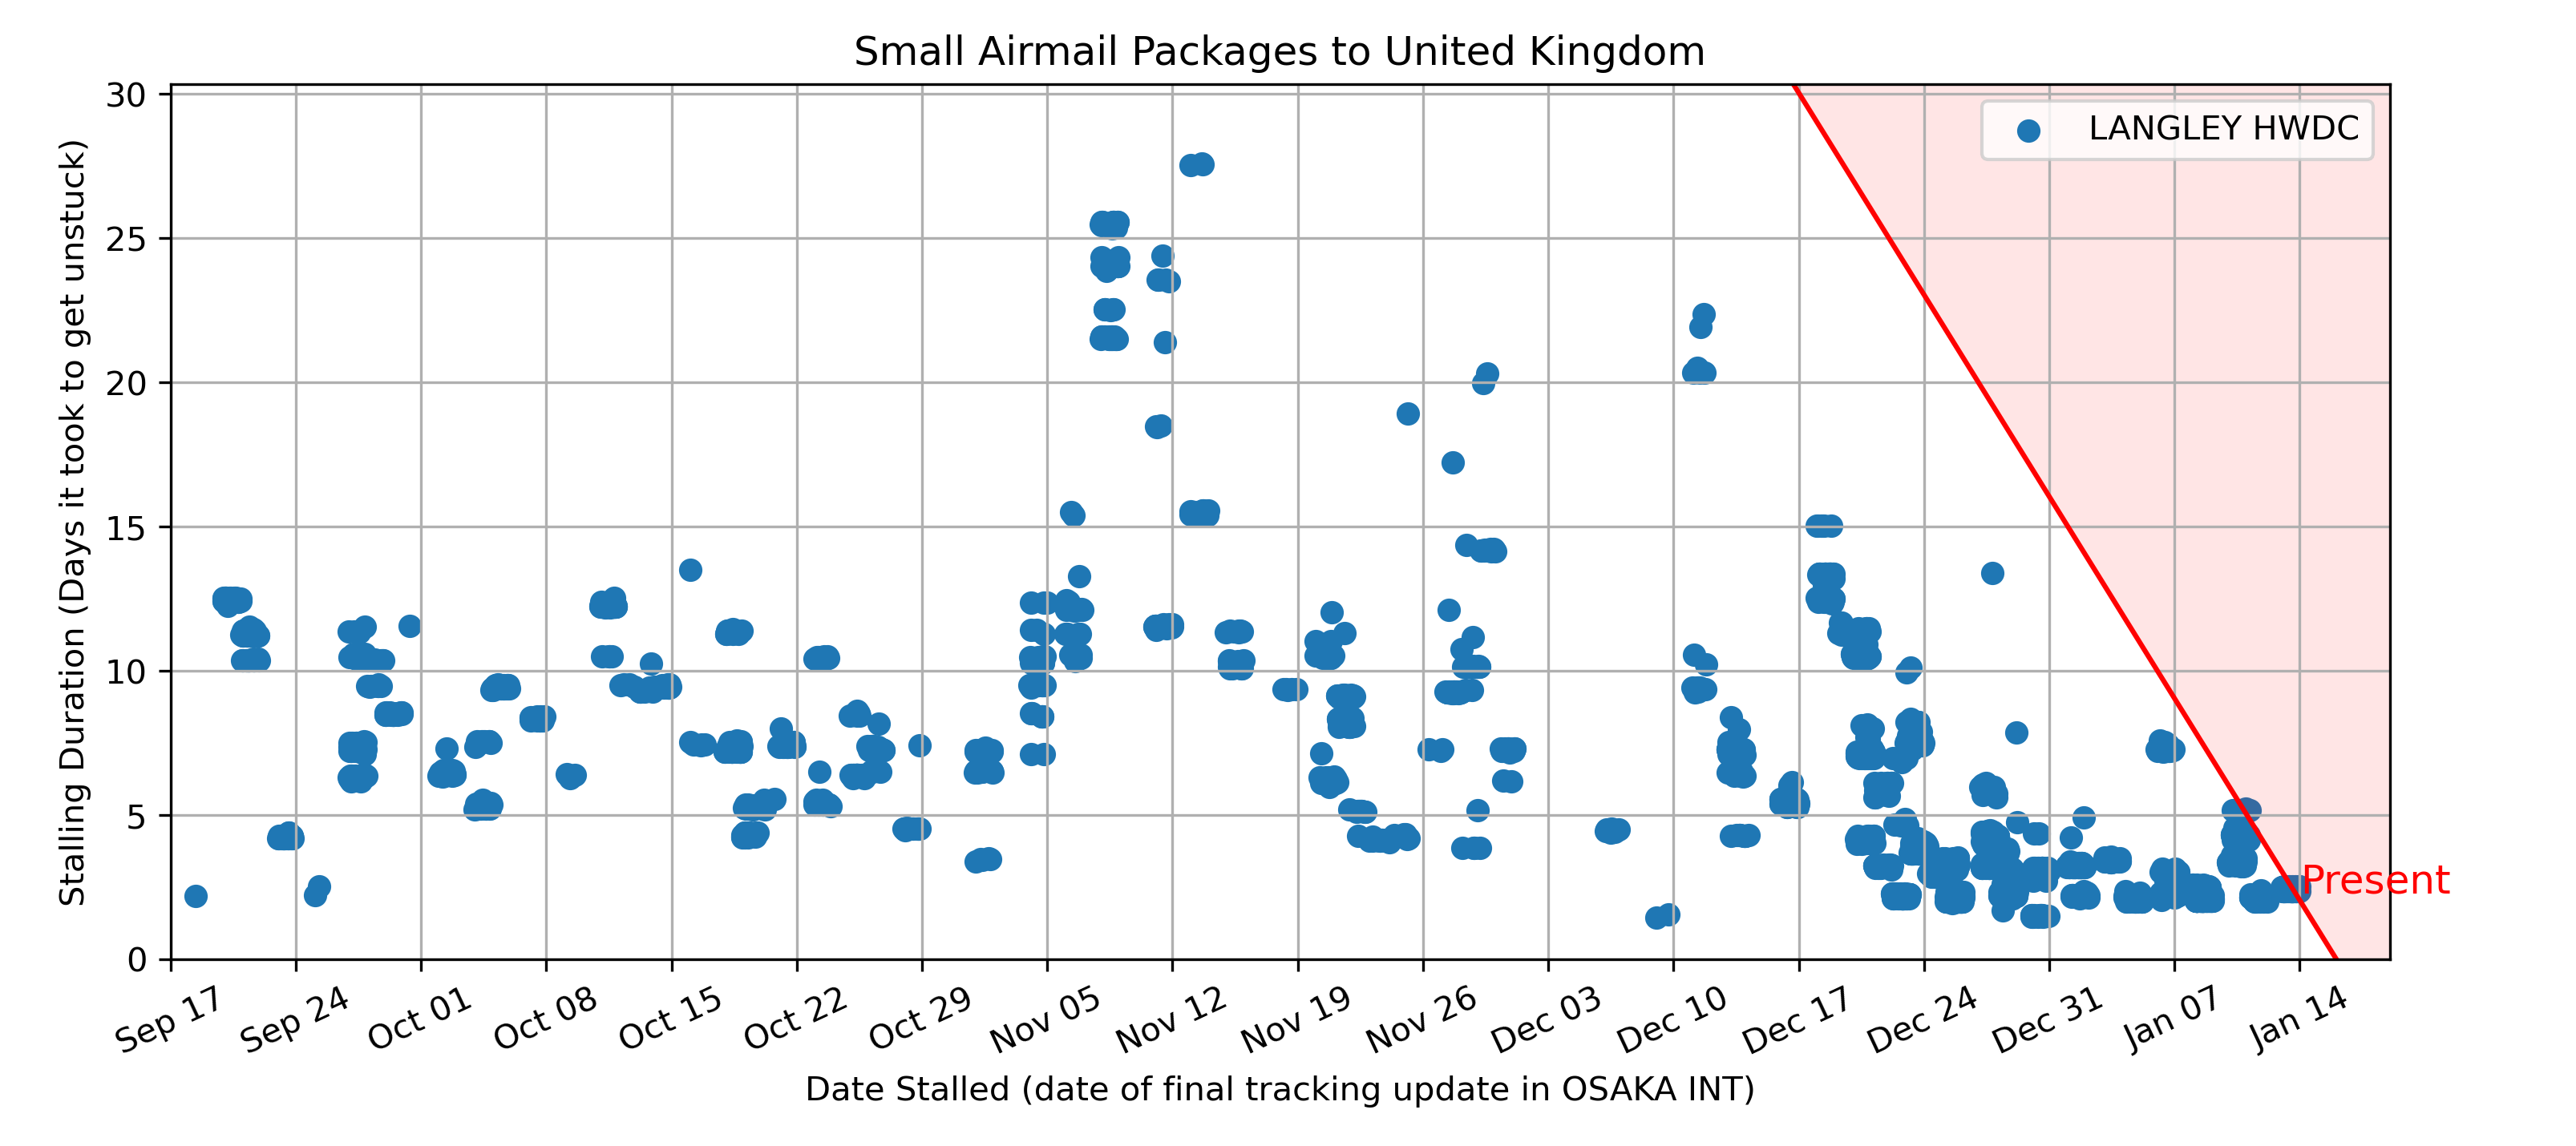 Small Airmail Packages to United Kingdom
LANGLEY HWDC
Stalling Duration (Days it took to get unstuck)
30
25
20
15
10
5
0
Present
Sep 17
Sep 24
Oct 01
Oct 08
Oct 15
Oct 22
Oct 29
Nov 05
Nov 12
Nov 19
Nov 26
Dec 03
Dec 10
Dec 17
Dec 24
Dec 31
Jan 07
Jan 14
Date Stalled (date of final tracking update in OSAKA INT)